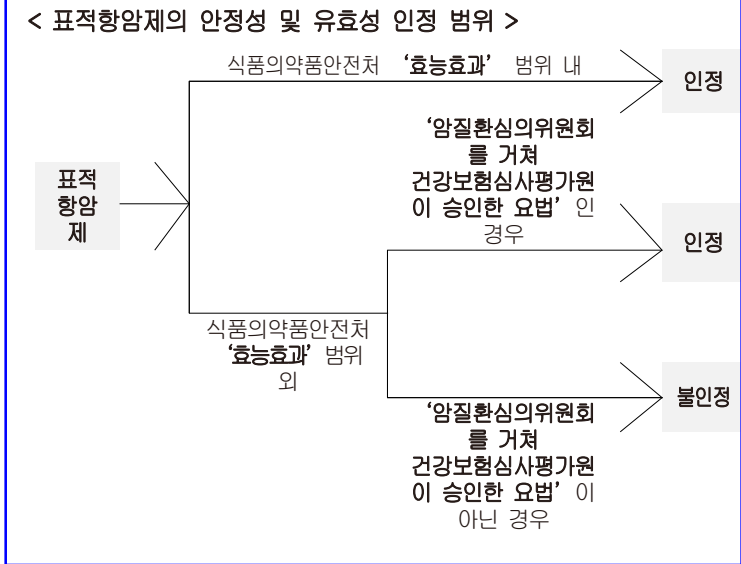 < 표적항암제의 안정성 및 유효성 인정 범위 >
식품의약품안전처 ‘효능효과’ 범위 내
인정
‘암질환심의위원회
를 거쳐
건강보험심사평가원
이 승인한 요법’ 인
경우
표적
항암
제
인정
식품의약품안전처
‘효능효과’ 범위
외
불인정
‘암질환심의위원회
를 거쳐
건강보험심사평가원
이 승인한 요법’ 이
아닌 경우